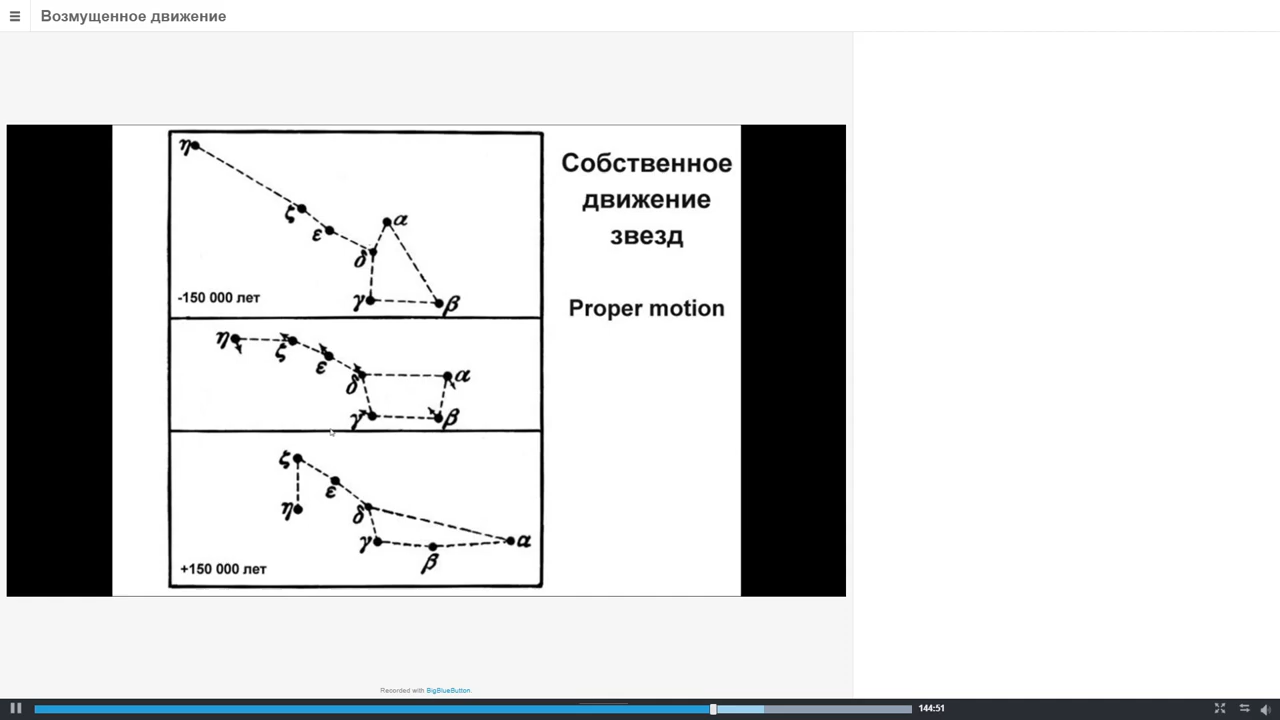 Возмущенное движение
Собственное
движение
звезд
Proper motion
η
ζ
ε
δ
α
γ
β
-150 000 лет
η
ζ
ε
δ
α
γ
β
ζ
ε
η
δ
γ
β
α
+150 000 лет
Recorded with BigBlueButton.
144:51